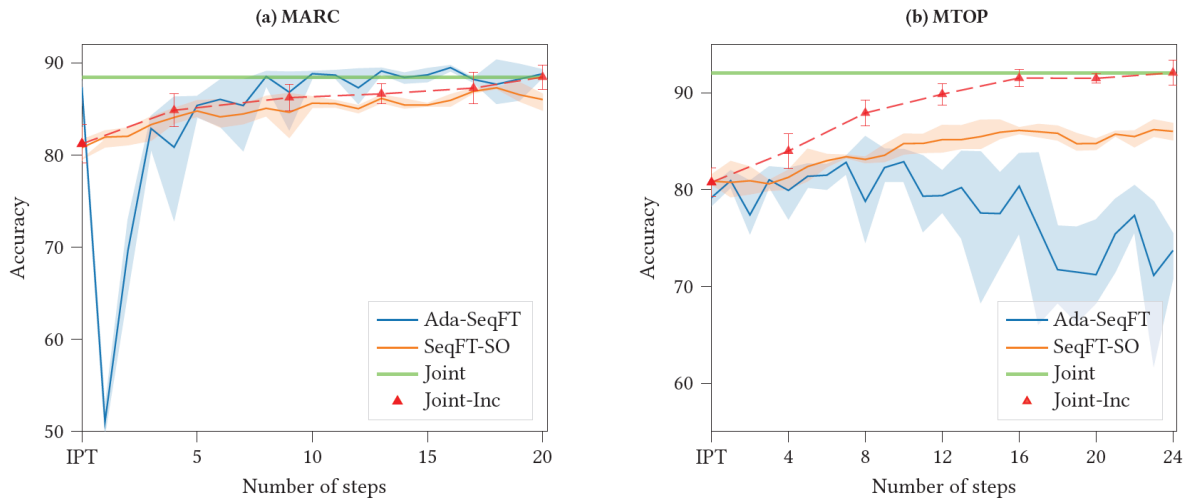 (a) MARC
90
80
70
60
50
Accuracy
IPT 5 10 15 20
Number of steps
Ada-SeqFT
SeqFT-SO
Joint
Joint-Inc
(b) MTOP
90
80
70
60
Accuracy
IPT 4 8 12 16 20 24
Number of steps
Ada-SeqFT
SeqFT-SO
Joint
Joint-Inc